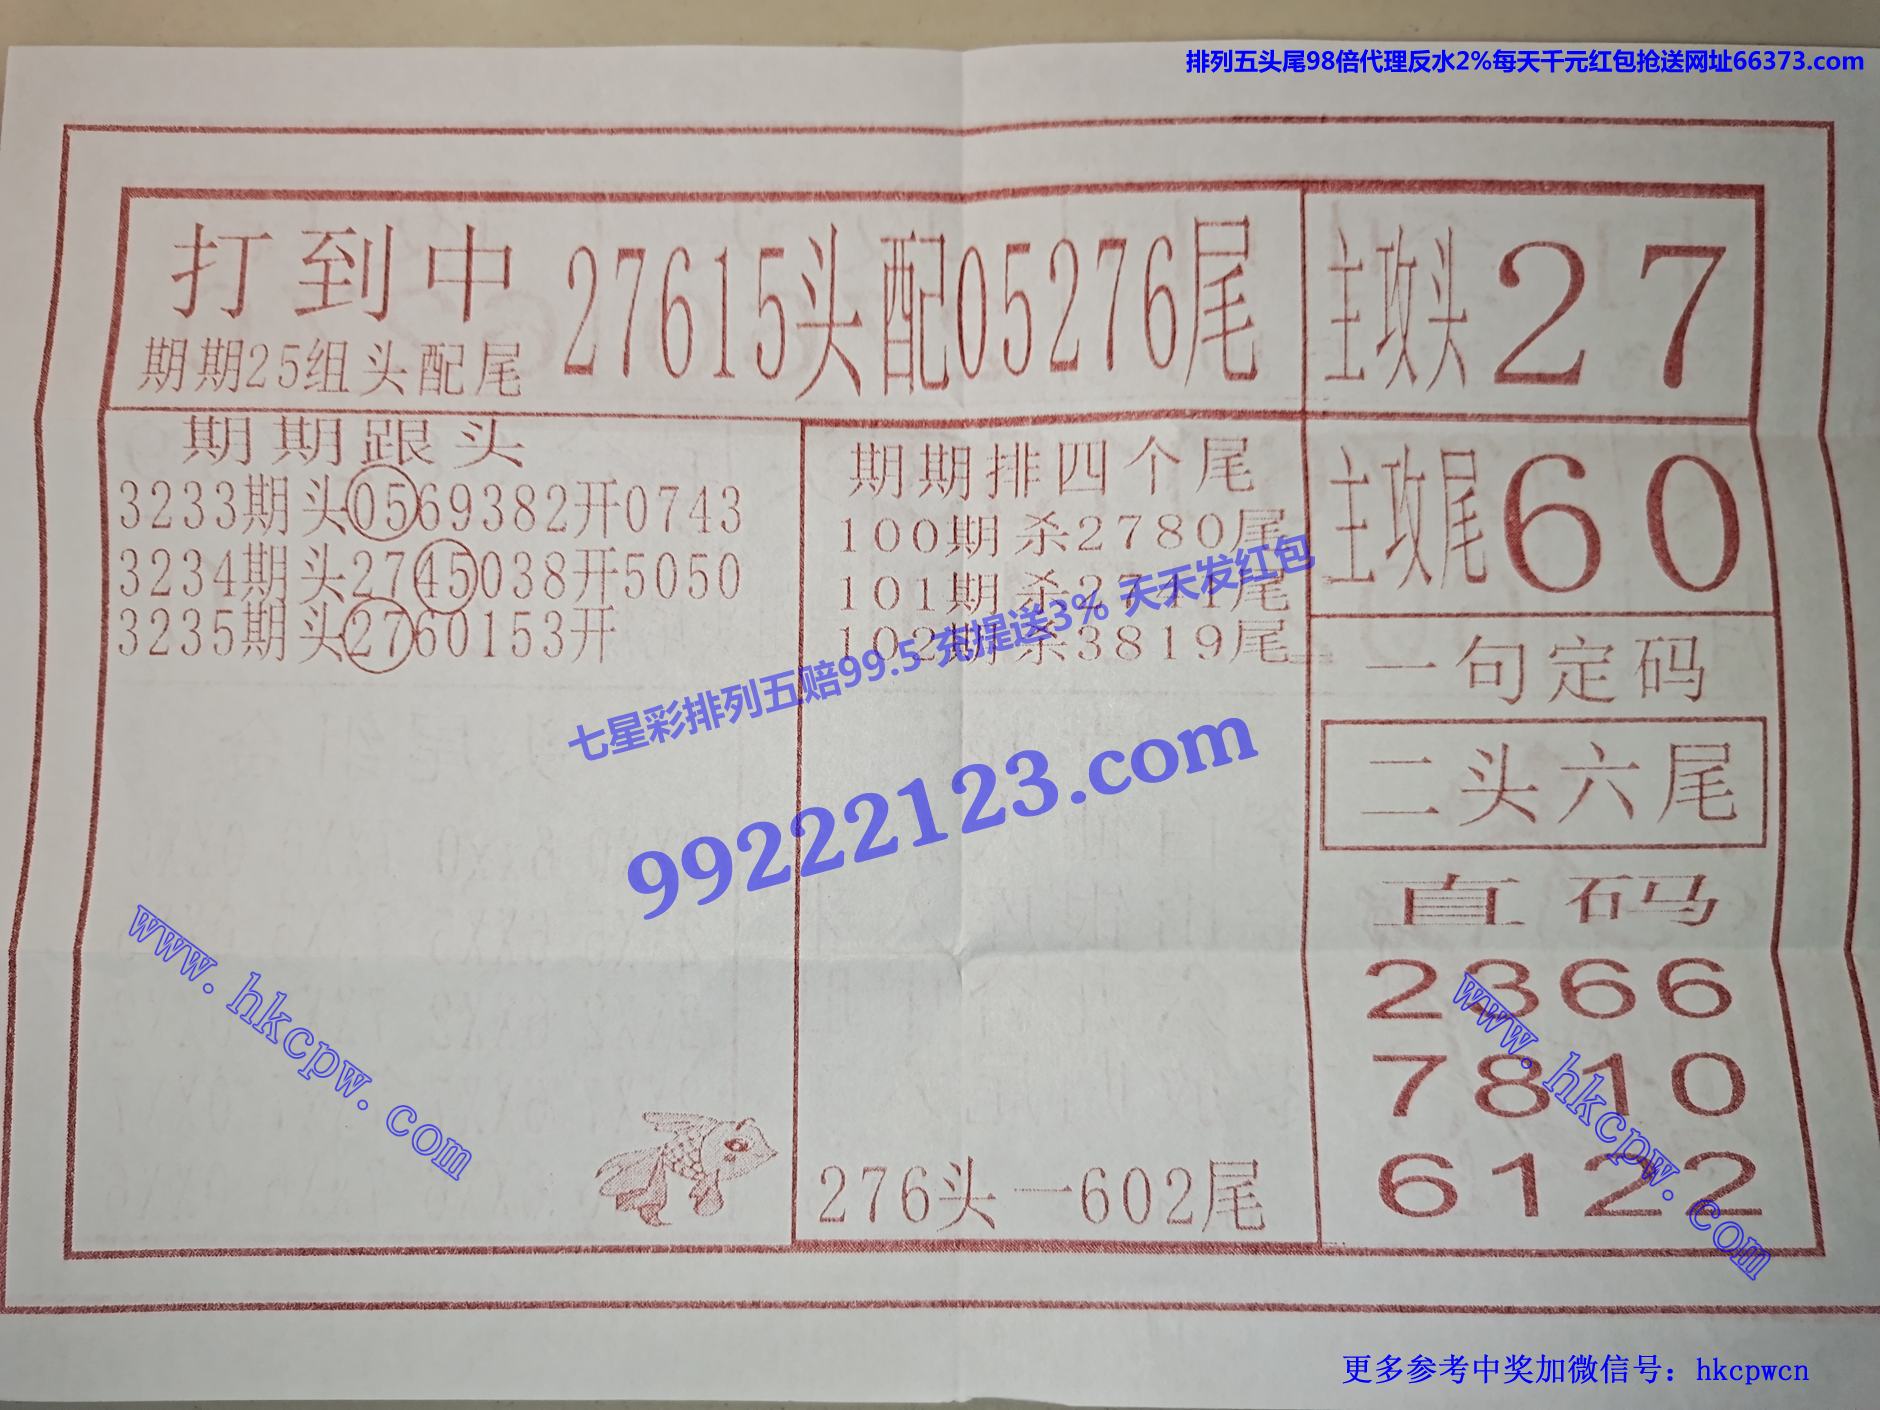 排列五头尾98倍代理反水2%每天千元红包抢送网址66373.com
打到中
期期25组头配尾
27615头配05276尾
主攻头27
期期跟头
3233期头0569382开0743
3234期头2745038开5050
3235期头2760153开
期期排四个尾
100期杀2780尾
101期杀2741尾
102期杀3819尾
主攻尾60
一句定码
二头六尾
七星彩排列五赔99.5 充提送3% 天天发红包
99222123.com
直码
2366
7810
6122
276头一602尾
www.hkcpw.com
www.hkcpw.com
更多参考中奖加微信号：hkcpwcn